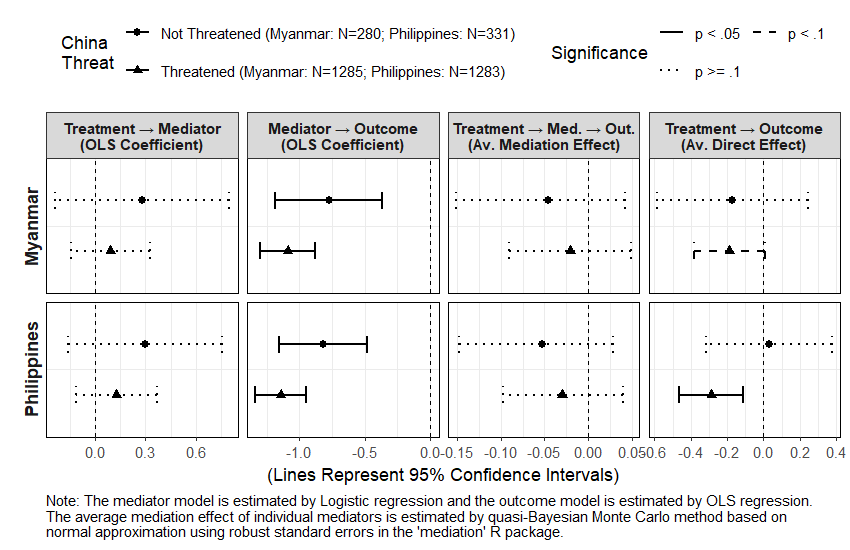 China
Threat
Not Threatened (Myanmar: N=280; Philippines: N=331)
Threatened (Myanmar: N=1285; Philippines: N=1283)
Significance
p < .05
p < .1
p >= .1
Treatment → Mediator
(OLS Coefficient)
Mediator → Outcome
(OLS Coefficient)
Treatment → Med. → Out.
(Av. Mediation Effect)
Treatment → Outcome
(Av. Direct Effect)
Myanmar
Philippines
0.0 0.3 0.6
-1.0 -0.5 0.0
-0.15 -0.10 -0.05 0.00 0.05
-0.6 -0.4 -0.2 0.0 0.2 0.4
(Lines Represent 95% Confidence Intervals)
Note: The mediator model is estimated by Logistic regression and the outcome model is estimated by OLS regression.
The average mediation effect of individual mediators is estimated by quasi-Bayesian Monte Carlo method based on
normal approximation using robust standard errors in the 'mediation' R package.